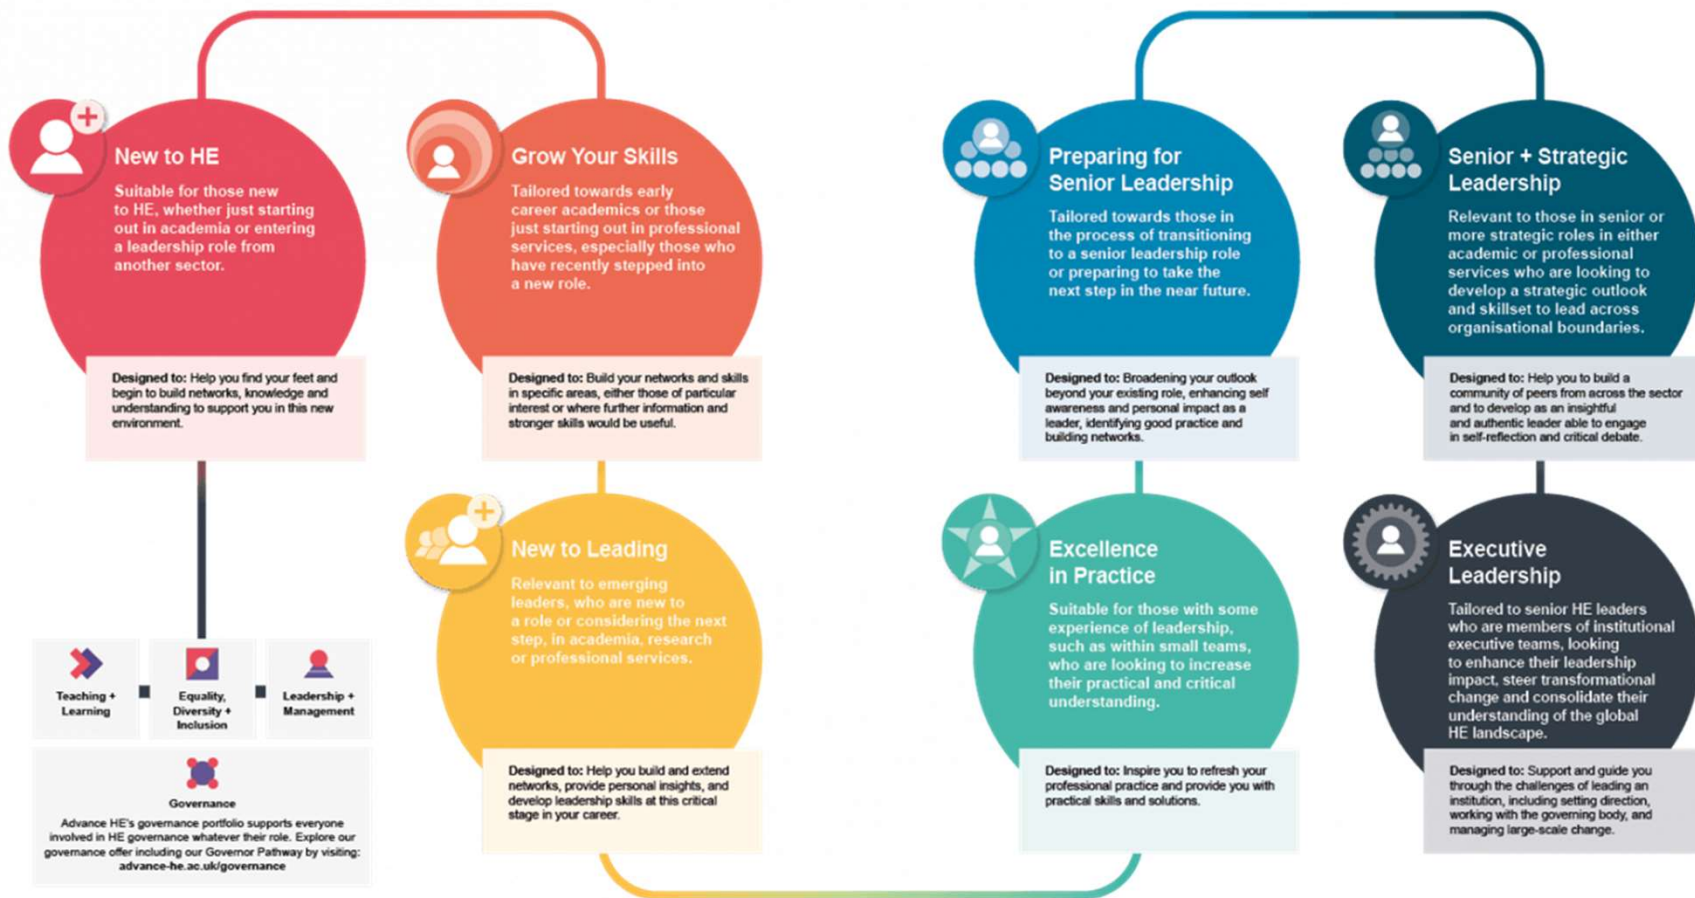 New to HE
Suitable for those new
to HE, whether just starting
out in academia or entering
a leadership role from
another sector.
Designed to: Help you find your feet and
begin to build networks, knowledge and
understanding to support you in this new
environment.
Grow Your Skills
Tailored towards early
career academics or those
just starting out in professional
services, especially those who
have recently stepped into
a new role.
Designed to: Build your networks and skills
in specific areas, either those of particular
interest or where further information and
stronger skills would be useful.
New to Leading
Relevant to emerging
leaders, who are new to
a role or considering the next
step, in academia, research
or professional services.
Designed to: Help you build and extend
networks, provide personal insights, and
develop leadership skills at this critical
stage in your career.
Excellence
in Practice
Suitable for those with some
experience of leadership,
such as within small teams,
who are looking to increase
their practical and critical
understanding.
Designed to: Inspire you to refresh your
professional practice and provide you with
practical skills and solutions.
Preparing for
Senior Leadership
Tailored towards those in
the process of transitioning
to a senior leadership role
or preparing to take the
next step in the near future.
Designed to: Broadening your outlook
beyond your existing role, enhancing self
awareness and personal impact as a
leader, identifying good practice and
building networks.
Senior + Strategic
Leadership
Relevant to those in senior or
more strategic roles in either
academic or professional
services who are looking to
develop a strategic outlook
and skillset to lead across
organisational boundaries.
Designed to: Help you to build a
community of peers from across the sector
and to develop as an insightful
and authentic leader able to engage
in self-reflection and critical debate.
Executive
Leadership
Tailored to senior HE leaders
who are members of institutional
executive teams, looking
to enhance their leadership
impact, steer transformational
change and consolidate their
understanding of the global
HE landscape.
Designed to: Support and guide you
through the challenges of leading an
institution, including setting direction,
working with the governing body, and
managing large-scale change.
Teaching +
Learning
Equality,
Diversity +
Inclusion
Leadership +
Management
Governance
Advance HE's governance portfolio supports everyone
involved in HE governance whatever their role. Explore our
governance offer including our Governor Pathway by visiting:
advance-he.ac.uk/governance